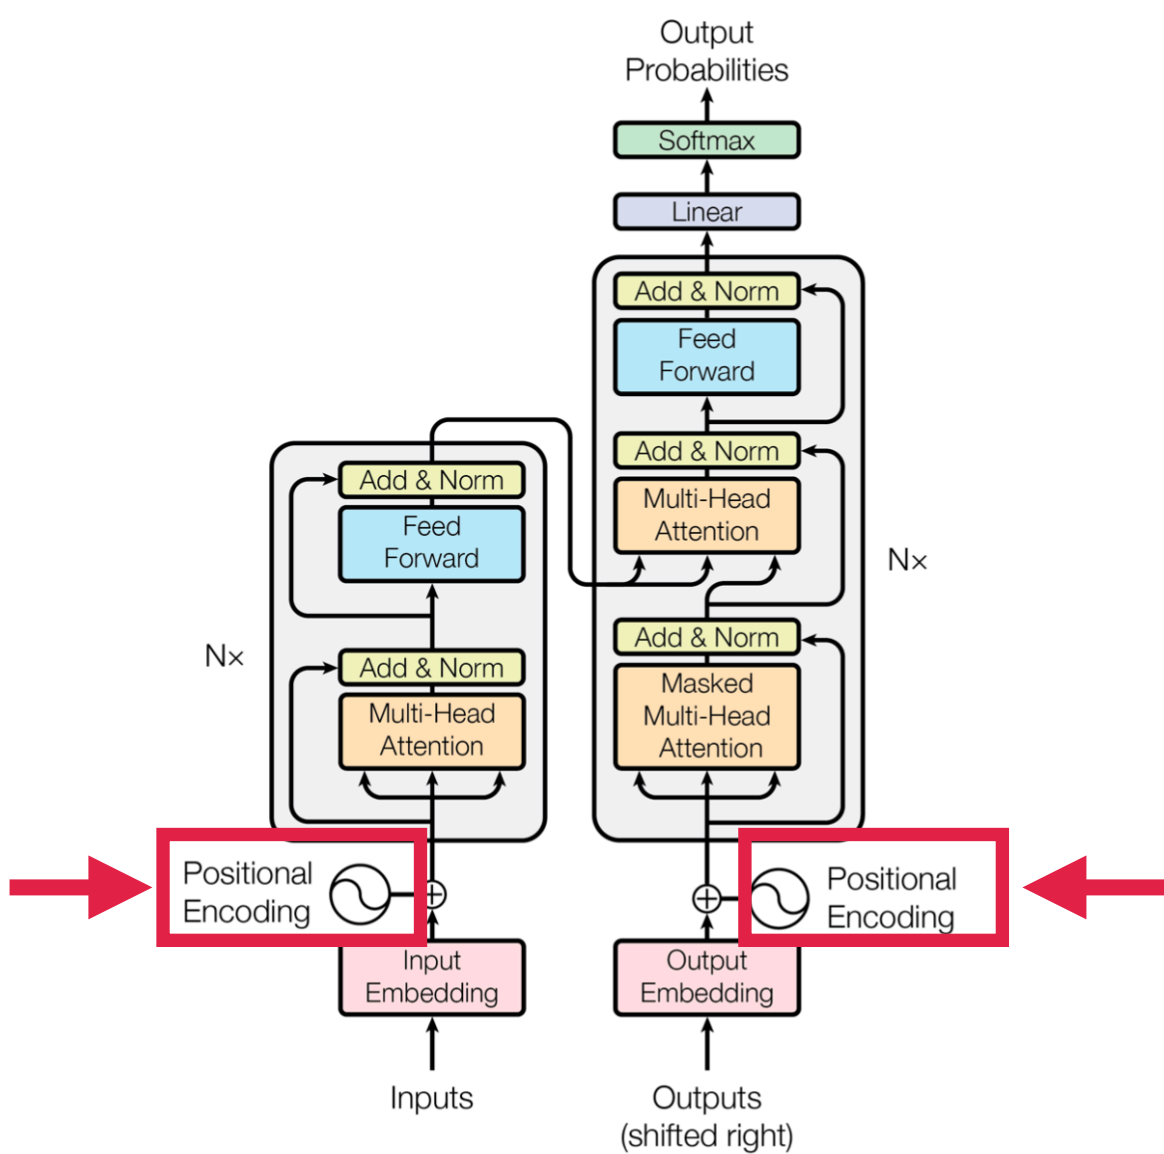 Output
Probabilities
Softmax
Linear
Add & Norm
Feed
Forward
Add & Norm
Multi-Head
Attention
Nx
Add & Norm
Masked
Multi-Head
Attention
Add & Norm
Feed
Forward
Nx
Add & Norm
Multi-Head
Attention
Positional
Encoding
Positional
Encoding
Input
Embedding
Output
Embedding
Inputs
Outputs
(shifted right)